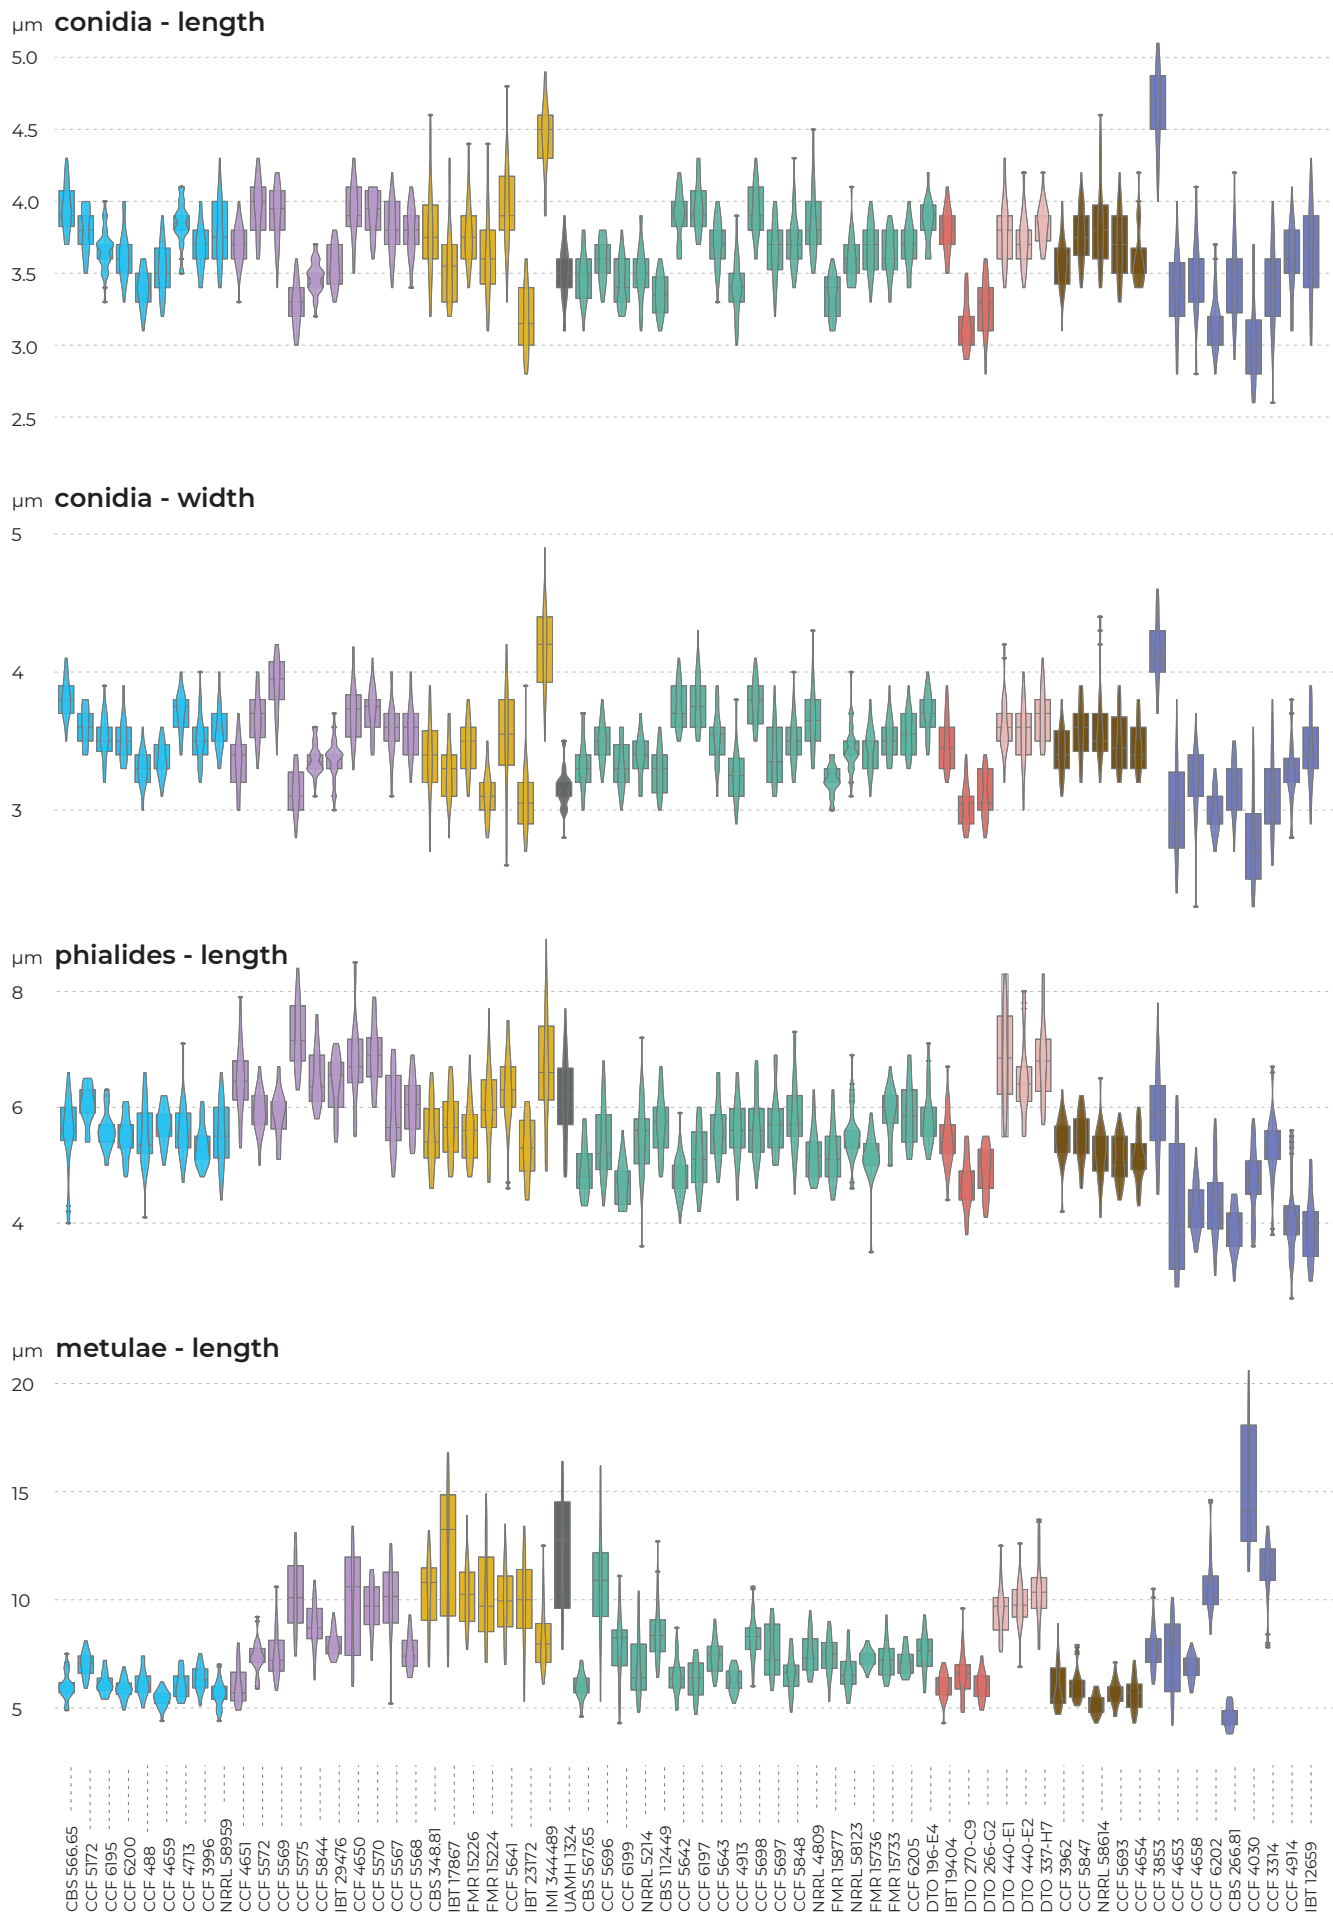 µm conidia - length
5.0
4.5
4.0
3.5
3.0
2.5
µm conidia - width
5
4
3
µm phialides - length
8
6
4
µm metulae - length
20
15
10
5
CBS 566.65
CCF 5172
CCF 6195
CCF 6200
CCF 488
CCF 4659
CCF 4713
CCF 3996
NRRL 58959
CCF 4651
CCF 5572
CCF 5569
CCF 5575
CCF 5844
IBT 29476
CCF 4650
CCF 5570
CCF 5567
CCF 5568
CBS 348.81
IBT 17867
FMR 15226
FMR 15224
CCF 5641
IBT 23172
IMI 344489
UAMH 1324
CBS 567.65
CCF 5696
CCF 6199
NRRL 5214
CBS 112449
CCF 5642
CCF 6197
CCF 5643
CCF 4913
CCF 5698
CCF 5697
CCF 5848
NRRL 4809
FMR 15877
NRRL 58123
FMR 15736
FMR 15733
CCF 6205
DTO 196-E4
IBT 19404
DTO 270-C9
DTO 266-G2
DTO 440-E1
DTO 440-E2
DTO 337-H7
CCF 3962
CCF 5847
NRRL 58614
CCF 5693
CCF 4654
CCF 3853
CCF 4653
CCF 4658
CCF 6202
CBS 266.81
CCF 4030
CCF 3314
CCF 4914
IBT 12659